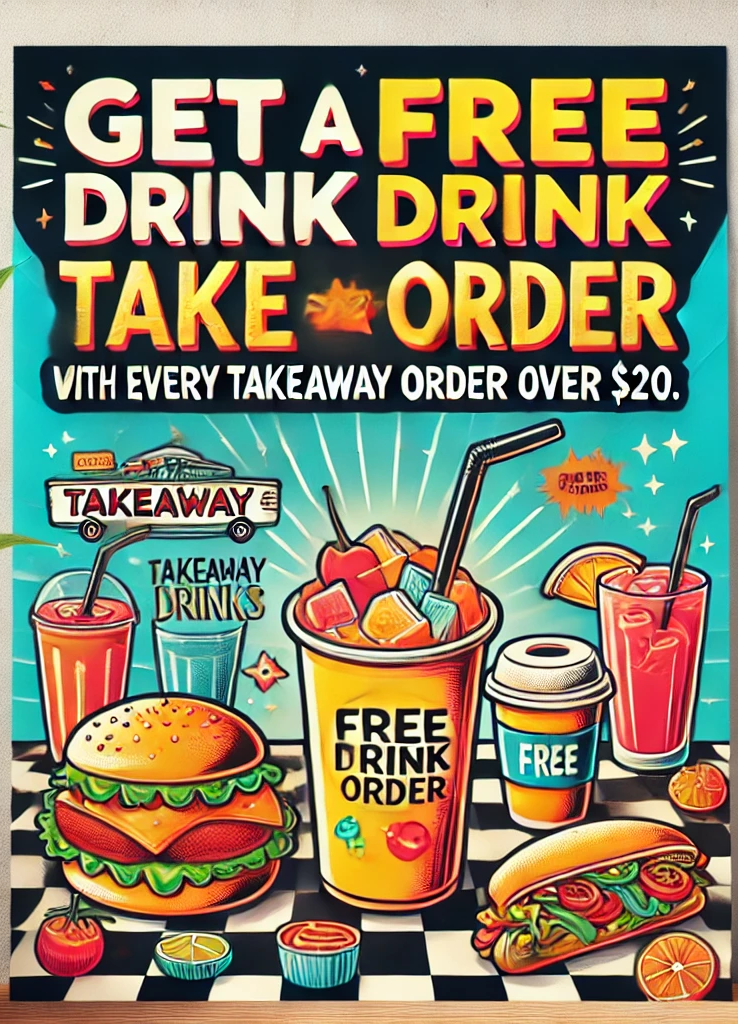 GET A FREE
DRINK DRINK
TAKE ORDER
VITH EVERY TAKEAWAY ORDER OVER $20.
TAKEAWAY
TAKEAWAY
DRINKS
FREE
DRINK
ORDER
FREE